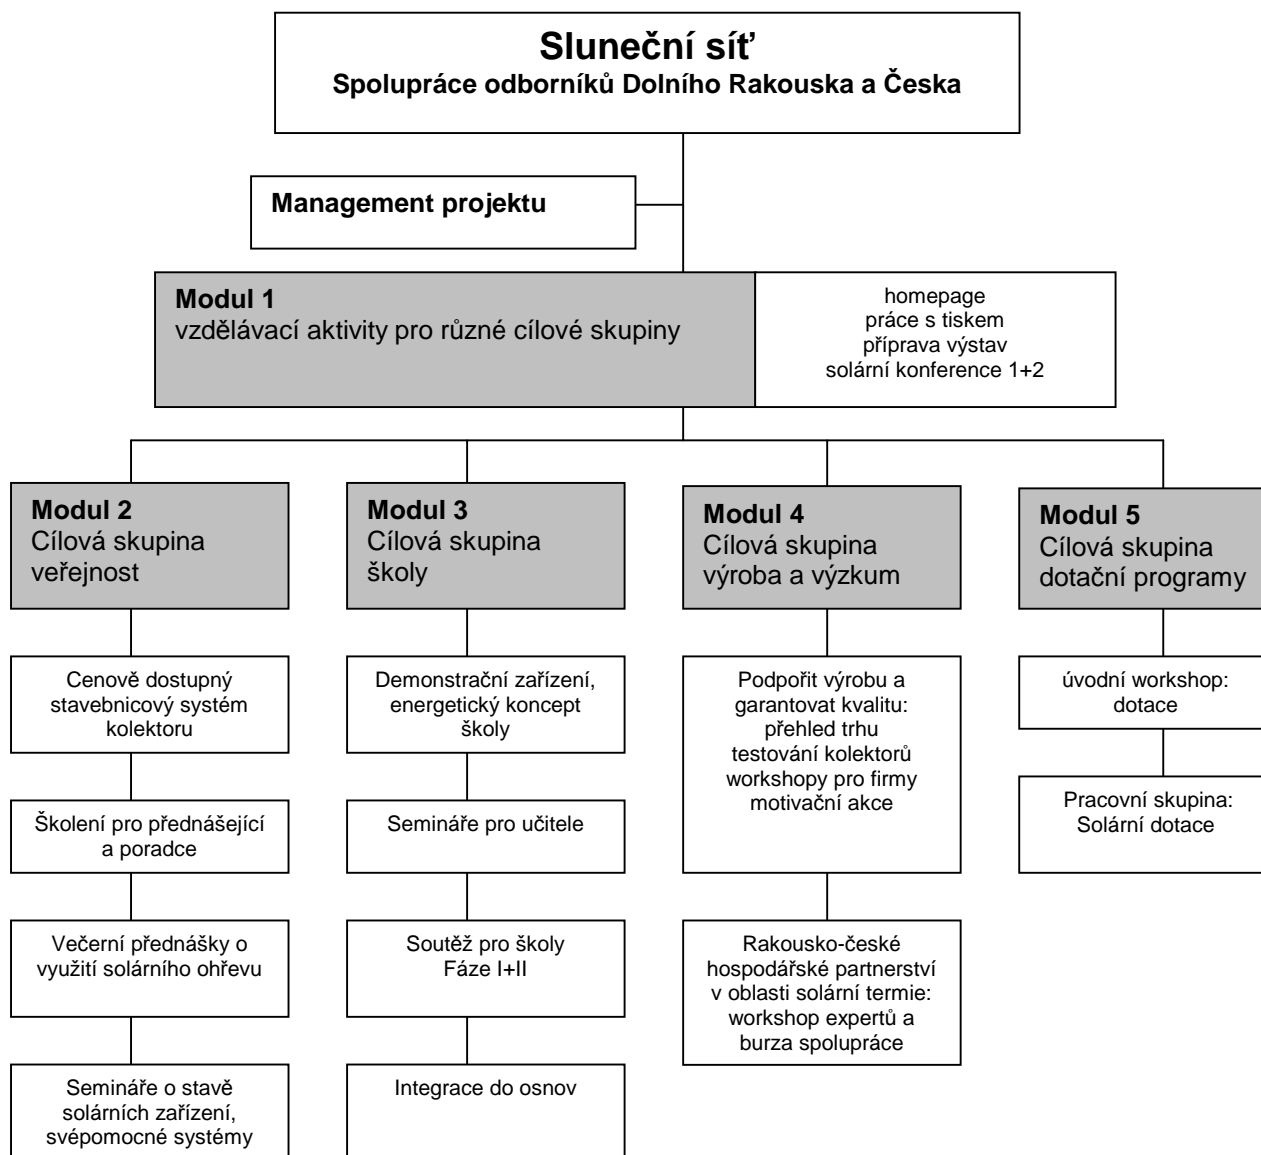 Sluneční síť
Spolupráce odborníků Dolního Rakouska a Česka
Management projektu
Modul 1
vzdělávací aktivity pro různé cílové skupiny
homepage
práce s tiskem
příprava výstav
solární konference 1+2
Modul 2
Cílová skupina
veřejnost
Cenově dostupný
stavebnicový systém
kolektoru
Školení pro přednášející
a poradce
Večerní přednášky o
využití solárního ohřevu
Semináře o stavě
solárních zařízení,
svépomocné systémy
Modul 3
Cílová skupina
školy
Demonstrační zařízení,
energetický koncept
školy
Semináře pro učitele
Soutěž pro školy
Fáze I+II
Integrace do osnov
Modul 4
Cílová skupina
výroba a výzkum
Podpořit výrobu a
garantovat kvalitu:
přehled trhu
testování kolektorů
workshopy pro firmy
motivační akce
Rakousko-české
hospodářské partnerství
v oblasti solární termie:
workshop expertů a
burza spolupráce
Modul 5
Cílová skupina
dotační programy
úvodní workshop:
dotace
Pracovní skupina:
Solární dotace